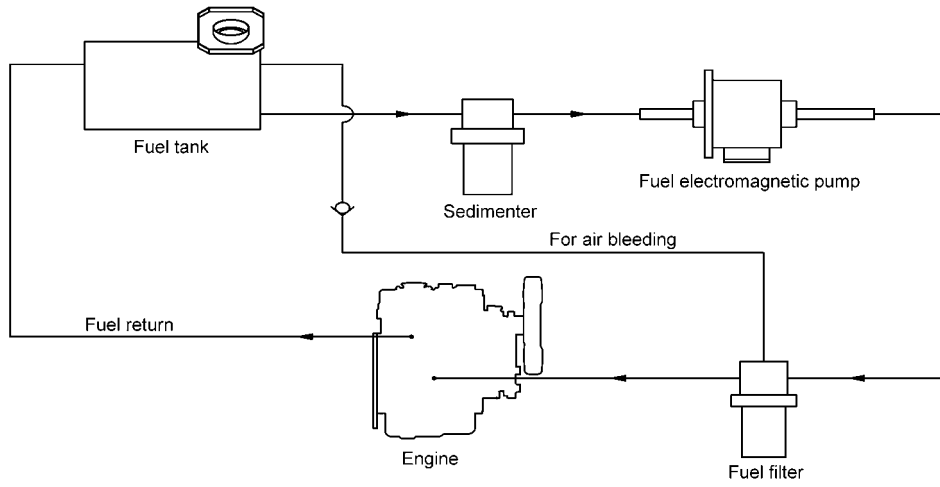 Fuel tank
Sedimenter
Fuel electromagnetic pump
For air bleeding
Fuel return
Engine
Fuel filter